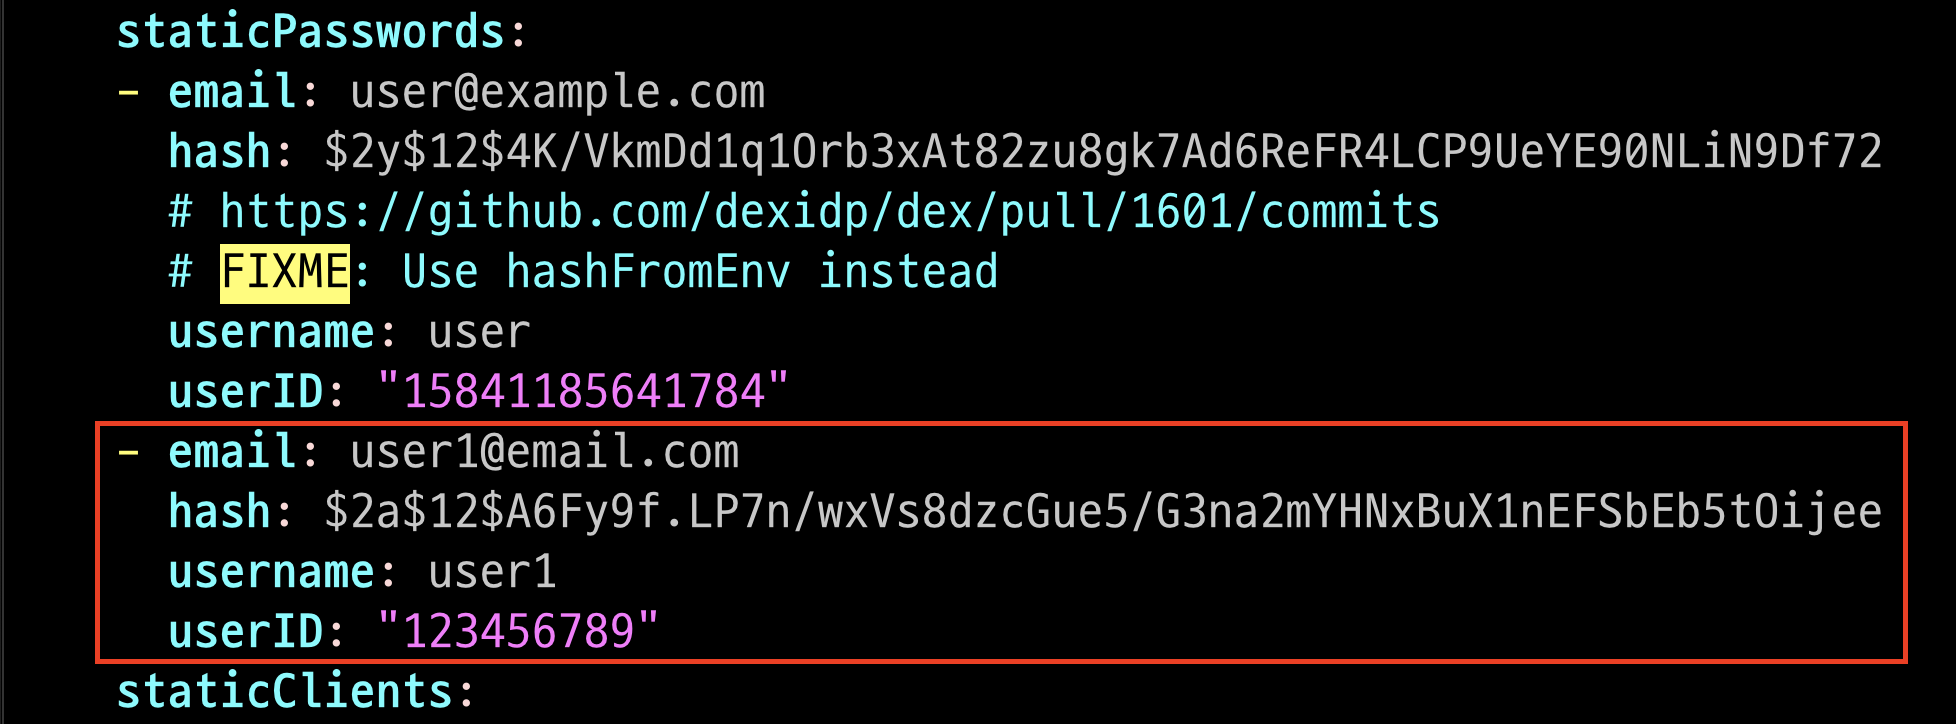 staticPasswords:
- email: user@example.com
hash: $2y$12$4K/VkmDd1q1Orb3xAt82zu8gk7Ad6ReFR4LCP9UeYE90NLiN9Df72
# https://github.com/dexidp/dex/pull/1601/commits
# FIXME: Use hashFromEnv instead
username: user
userID: "15841185641784"
- email: user1@email.com
hash: $2a$12$A6Fy9f.LP7n/wxVs8dzcGue5/G3na2mYHNxBuX1nEFSbEb5tOijee
username: user1
userID: "123456789"
staticClients: